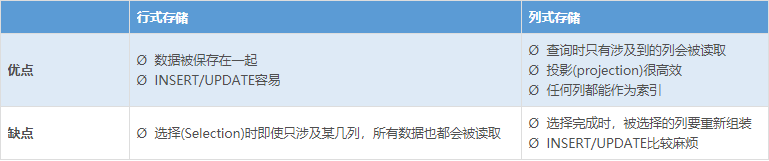 行式存储 列式存储
优点
Ø 数据被保存在一起
Ø INSERT/UPDATE容易
Ø 查询时只有涉及到的列会被读取
Ø 投影(projection)很高效
Ø 任何列都能作为索引
缺点
Ø 选择(Selection)时即使只涉及某几列，所有数据也都会被读取
Ø 选择完成时，被选择的列要重新组装
Ø INSERT/UPDATE比较麻烦